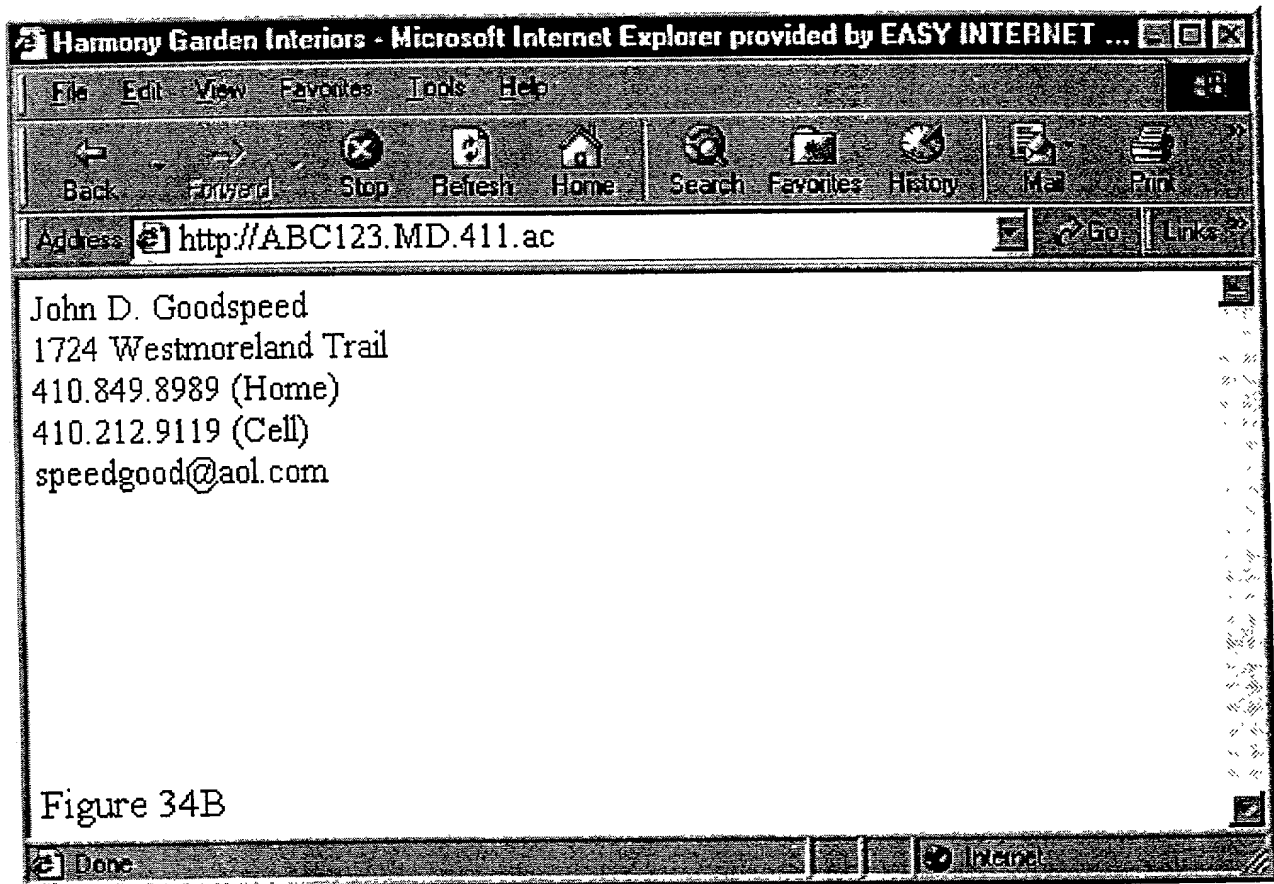 Harmony Garden Interiors - Microsoft Internet Explorer provided by EASY INTERNET ...
File Edit View Favorites Tools Help
Back Forward Stop Refresh Home Search Favorites History Mail Print
Address http://ABC123.MD.411.ac Go Links
John D. Goodspeed
1724 Westmoreland Trail
410.849.8989 (Home)
410.212.9119 (Cell)
speedgood@aol.com
Figure 34B
Done Internet